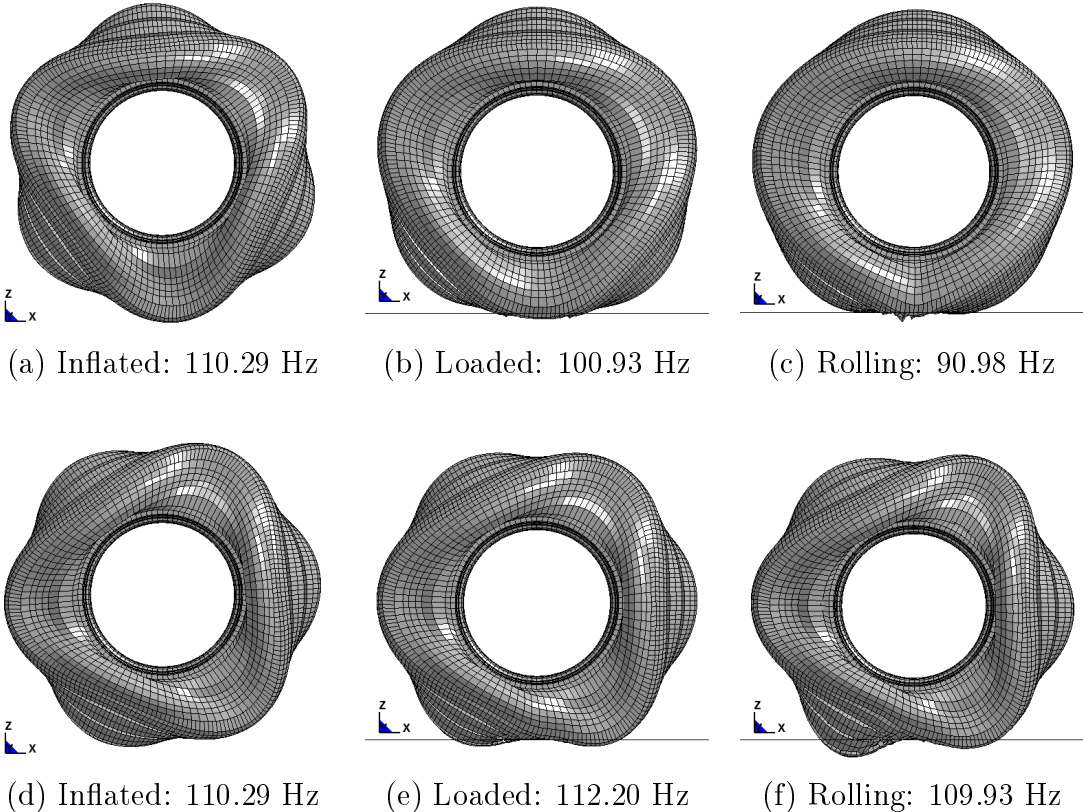 z
x
z
x
z
x
(a) Inflated: 110.29 Hz
(b) Loaded: 100.93 Hz
(c) Rolling: 90.98 Hz
z
x
z
x
z
x
(d) Inflated: 110.29 Hz
(e) Loaded: 112.20 Hz
(f) Rolling: 109.93 Hz